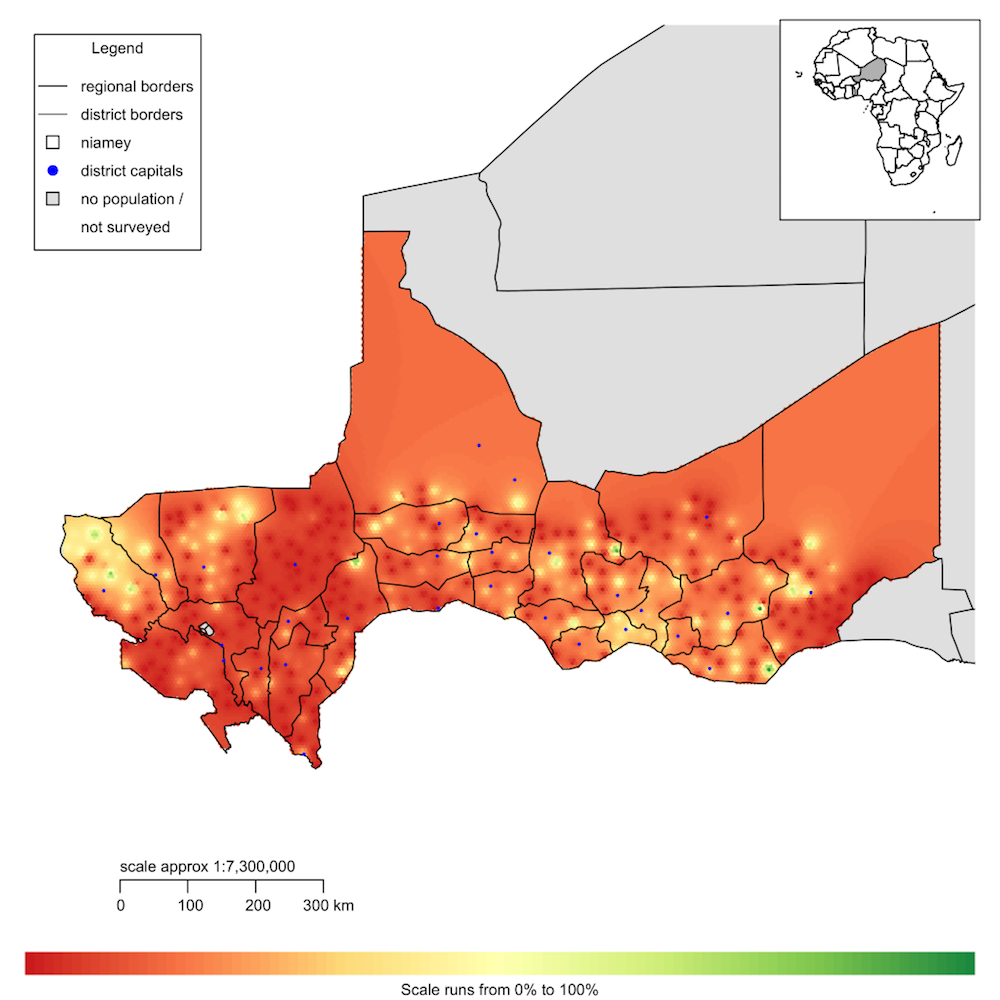 Legend
regional borders
district borders
niamey
district capitals
no population /
not surveyed
scale approx 1:7,300,000
0 100 200 300 km
Scale runs from 0% to 100%